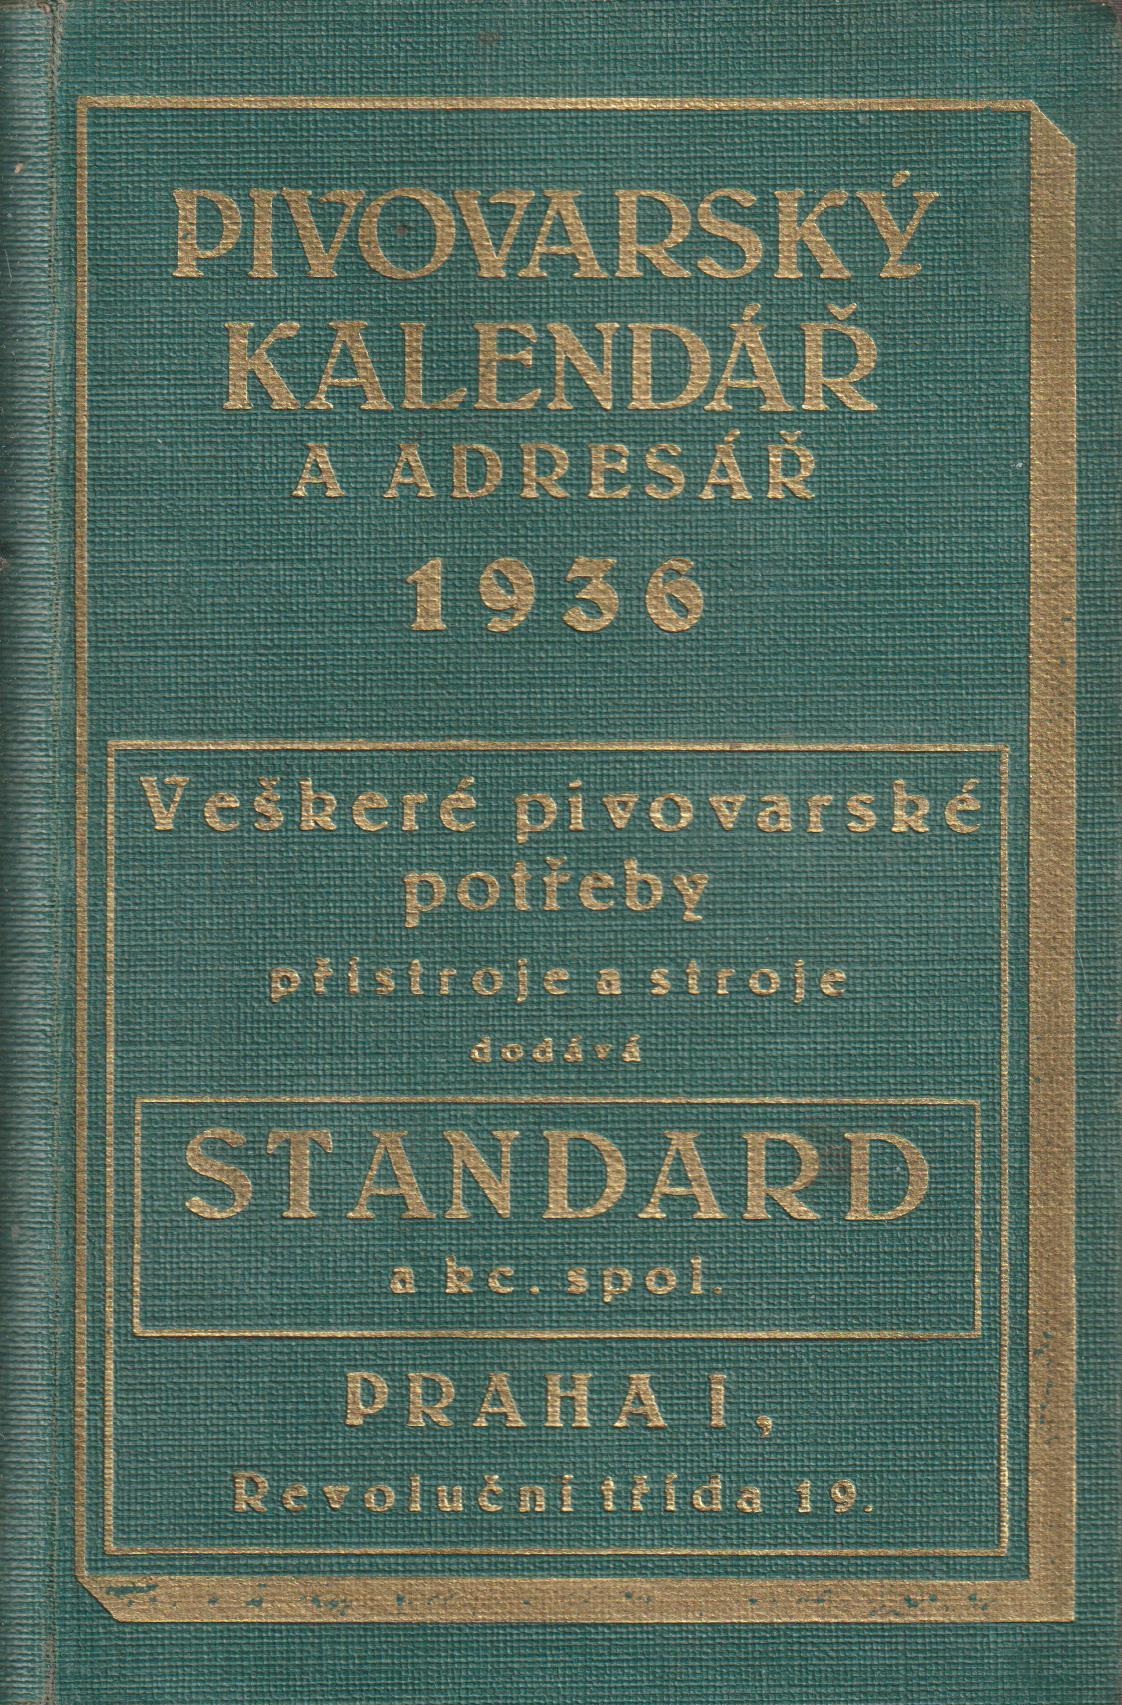 PIVOVARSKÝ
KALENDÁŘ
A ADRESÁŘ
1936
Veškeré pivovarské
potřeby
přístroje a stroje
dodává
STANDARD
akc. spol.
PRAHA I,
Revoluční třída 19.